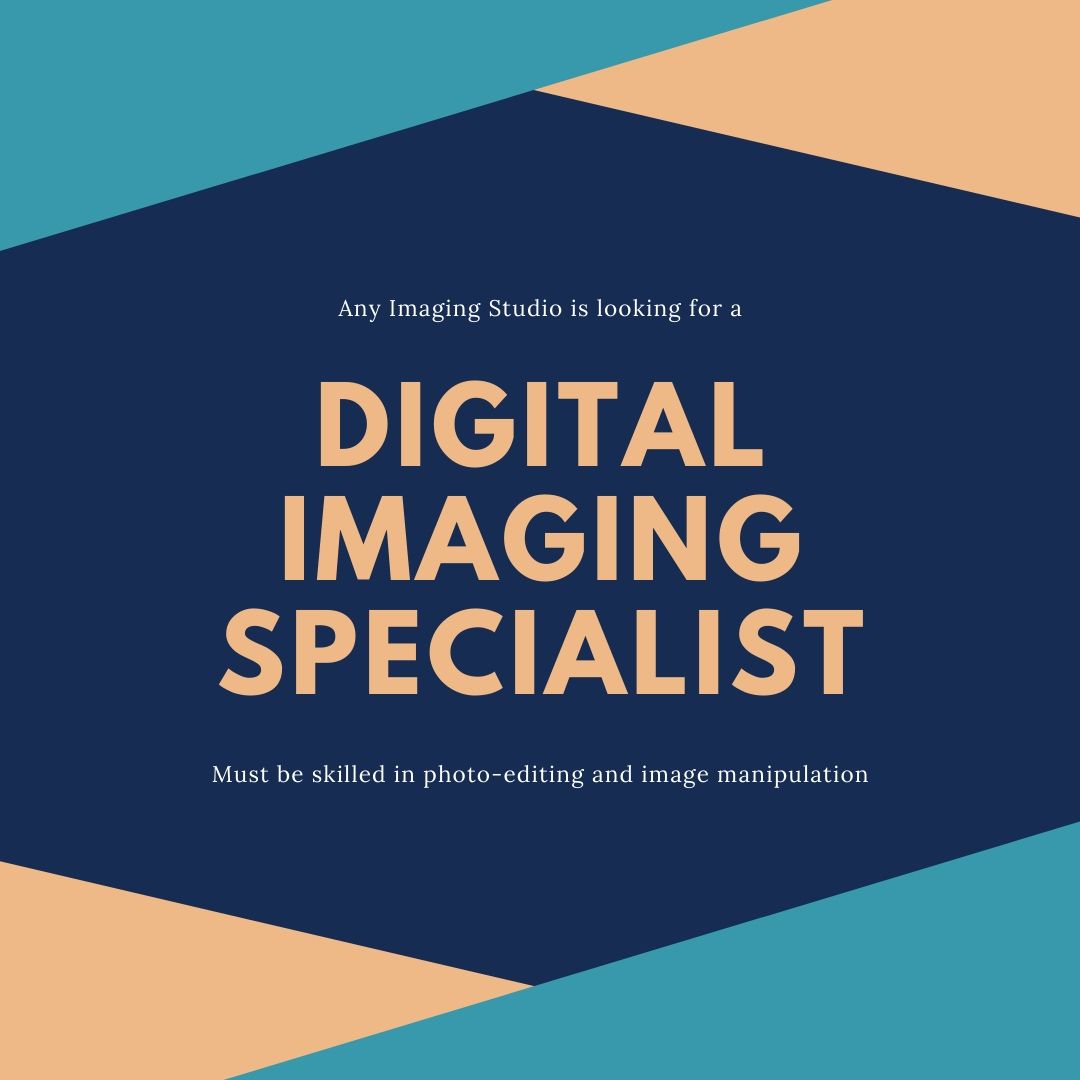 Any Imaging Studio is looking for a
DIGITAL
IMAGING
SPECIALIST
Must be skilled in photo-editing and image manipulation